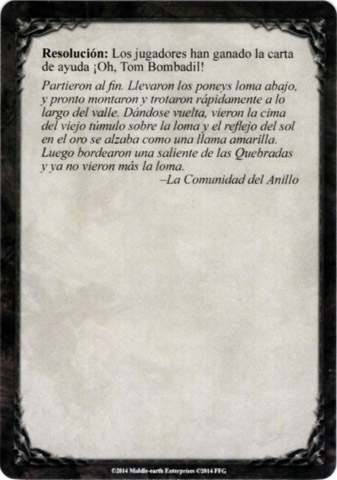 Resolución: Los jugadores han ganado la carta
de ayuda ¡Oh, Tom Bombadil!
Partieron al fin. Llevaron los poneys loma abajo,
y pronto montaron y trotaron rápidamente a lo
largo del valle. Dándose vuelta, vieron la cima
del viejo túmulo sobre la loma y el reflejo del sol
en el oro se alzaba como una llama amarilla.
Luego bordearon una saliente de las Quebradas
y ya no vieron más la loma.
–La Comunidad del Anillo
©2014 Middle-earth Enterprises ©2014 FFG